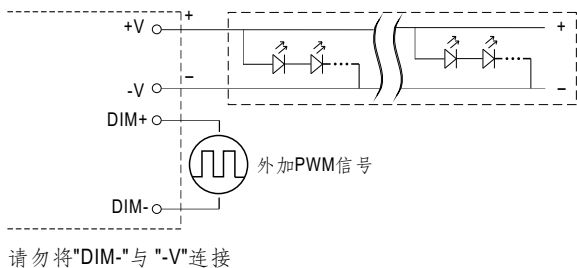 +V
+
+
-V
–
–
DIM+
外加PWM信号
DIM-
请勿将"DIM-"与 "-V"连接